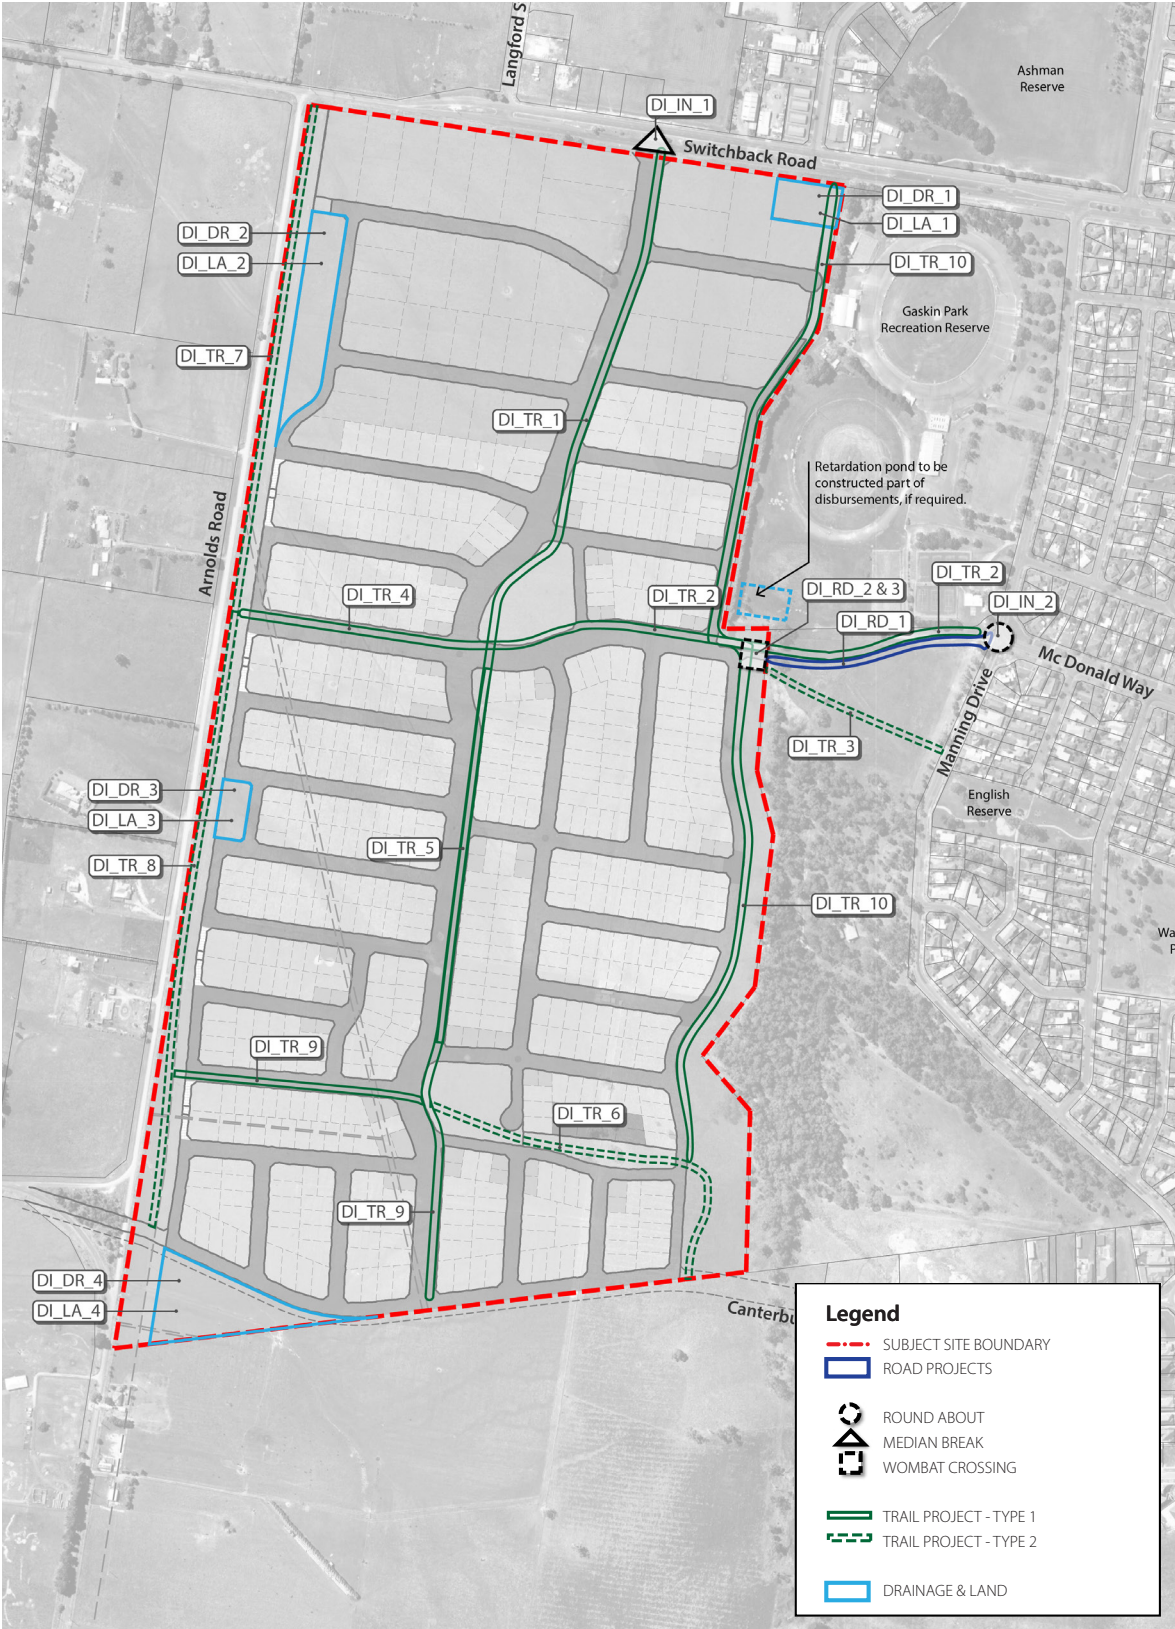 Langford S
Ashman
Reserve
DI_IN_1
Switchback Road
DI_DR_1
DI_LA_1
DI_DR_2
DI_LA_2
DI_TR_10
Gaskin Park
Recreation Reserve
DI_TR_7
DI_TR_1
Retardation pond to be
constructed part of
disbursements, if required.
Arnolds Road
DI_TR_2
DI_RD_2 & 3
DI_TR_4
DI_TR_2
DI_IN_2
DI_RD_1
Mc Donald Way
Manning Drive
DI_TR_3
DI_DR_3
DI_LA_3
English
Reserve
DI_TR_5
DI_TR_8
DI_TR_10
Wa
P
DI_TR_9
DI_TR_6
DI_TR_9
DI_DR_4
DI_LA_4
Canterbu
Legend
SUBJECT SITE BOUNDARY
ROAD PROJECTS
ROUND ABOUT
MEDIAN BREAK
WOMBAT CROSSING
TRAIL PROJECT - TYPE 1
TRAIL PROJECT - TYPE 2
DRAINAGE & LAND